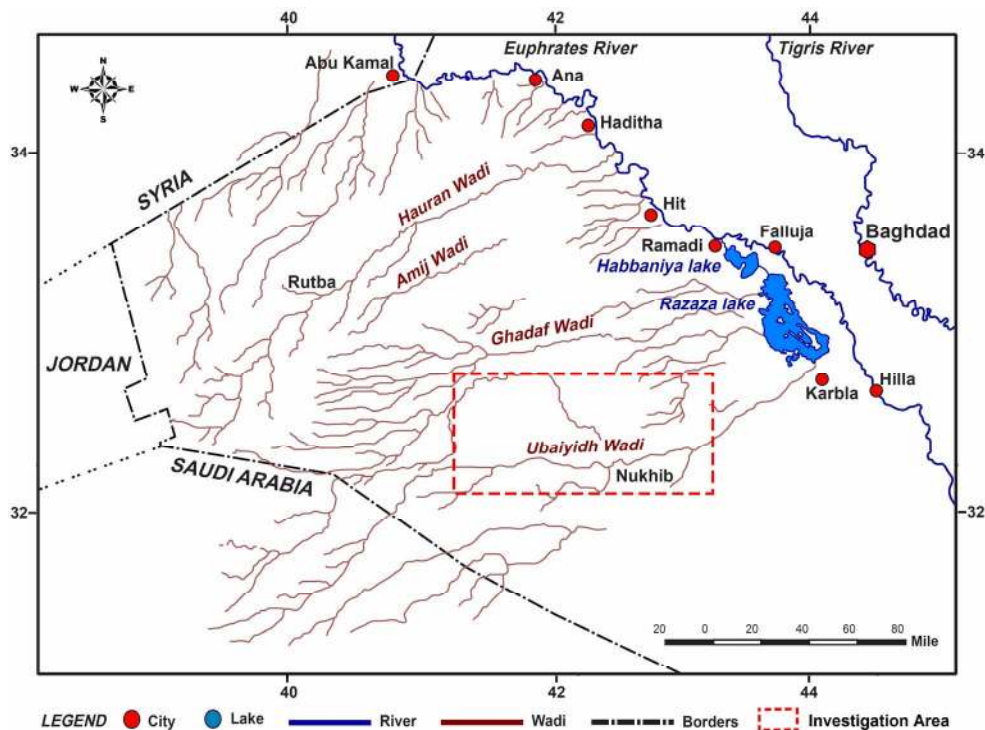 40 42 44
Euphrates River Tigris River
Abu Kamal
Ana
N
W E
S
Haditha
34 34
SYRIA
Hauran Wadi
Hit
Falluja
Baghdad
Ramadi
Amij Wadi
Habbaniya lake
Rutba
Razaza lake
Ghadaf Wadi
JORDAN
Hilla
Karbla
Ubaiyidh Wadi
SAUDI ARABIA
Nukhib
32 32
20 0 20 40 60 80
Mile
40 42 44
LEGEND City Lake River Wadi Borders Investigation Area